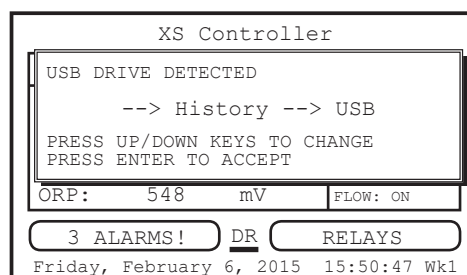 XS Controller
USB DRIVE DETECTED
--> History --> USB
PRESS UP/DOWN KEYS TO CHANGE
PRESS ENTER TO ACCEPT
ORP: 548 mV FLOW: ON
3 ALARMS! DR RELAYS
Friday, February 6, 2015 15:50:47 Wk1